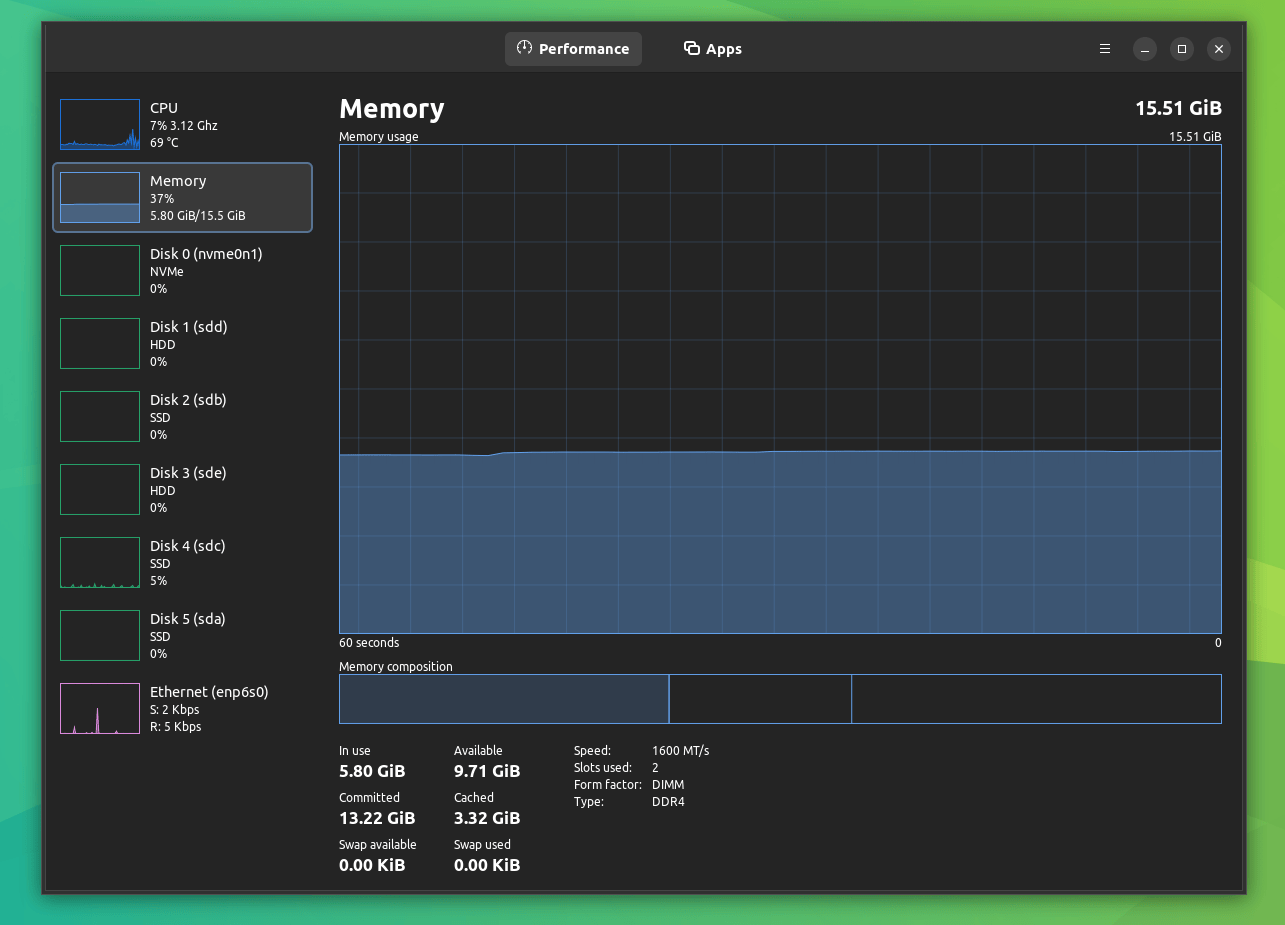 Performance
Apps
CPU
7% 3.12 Ghz
69 °C
Memory
37%
5.80 GiB/15.5 GiB
Disk 0 (nvme0n1)
NVMe
0%
Disk 1 (sdd)
HDD
0%
Disk 2 (sdb)
SSD
0%
Disk 3 (sde)
HDD
0%
Disk 4 (sdc)
SSD
5%
Disk 5 (sda)
SSD
0%
Ethernet (enp6s0)
S: 2 Kbps
R: 5 Kbps
Memory 15.51 GiB
Memory usage 15.51 GiB
60 seconds 0
Memory composition
In use Available
5.80 GiB 9.71 GiB
Committed Cached
13.22 GiB 3.32 GiB
Swap available Swap used
0.00 KiB 0.00 KiB
Speed: 1600 MT/s
Slots used: 2
Form factor: DIMM
Type: DDR4